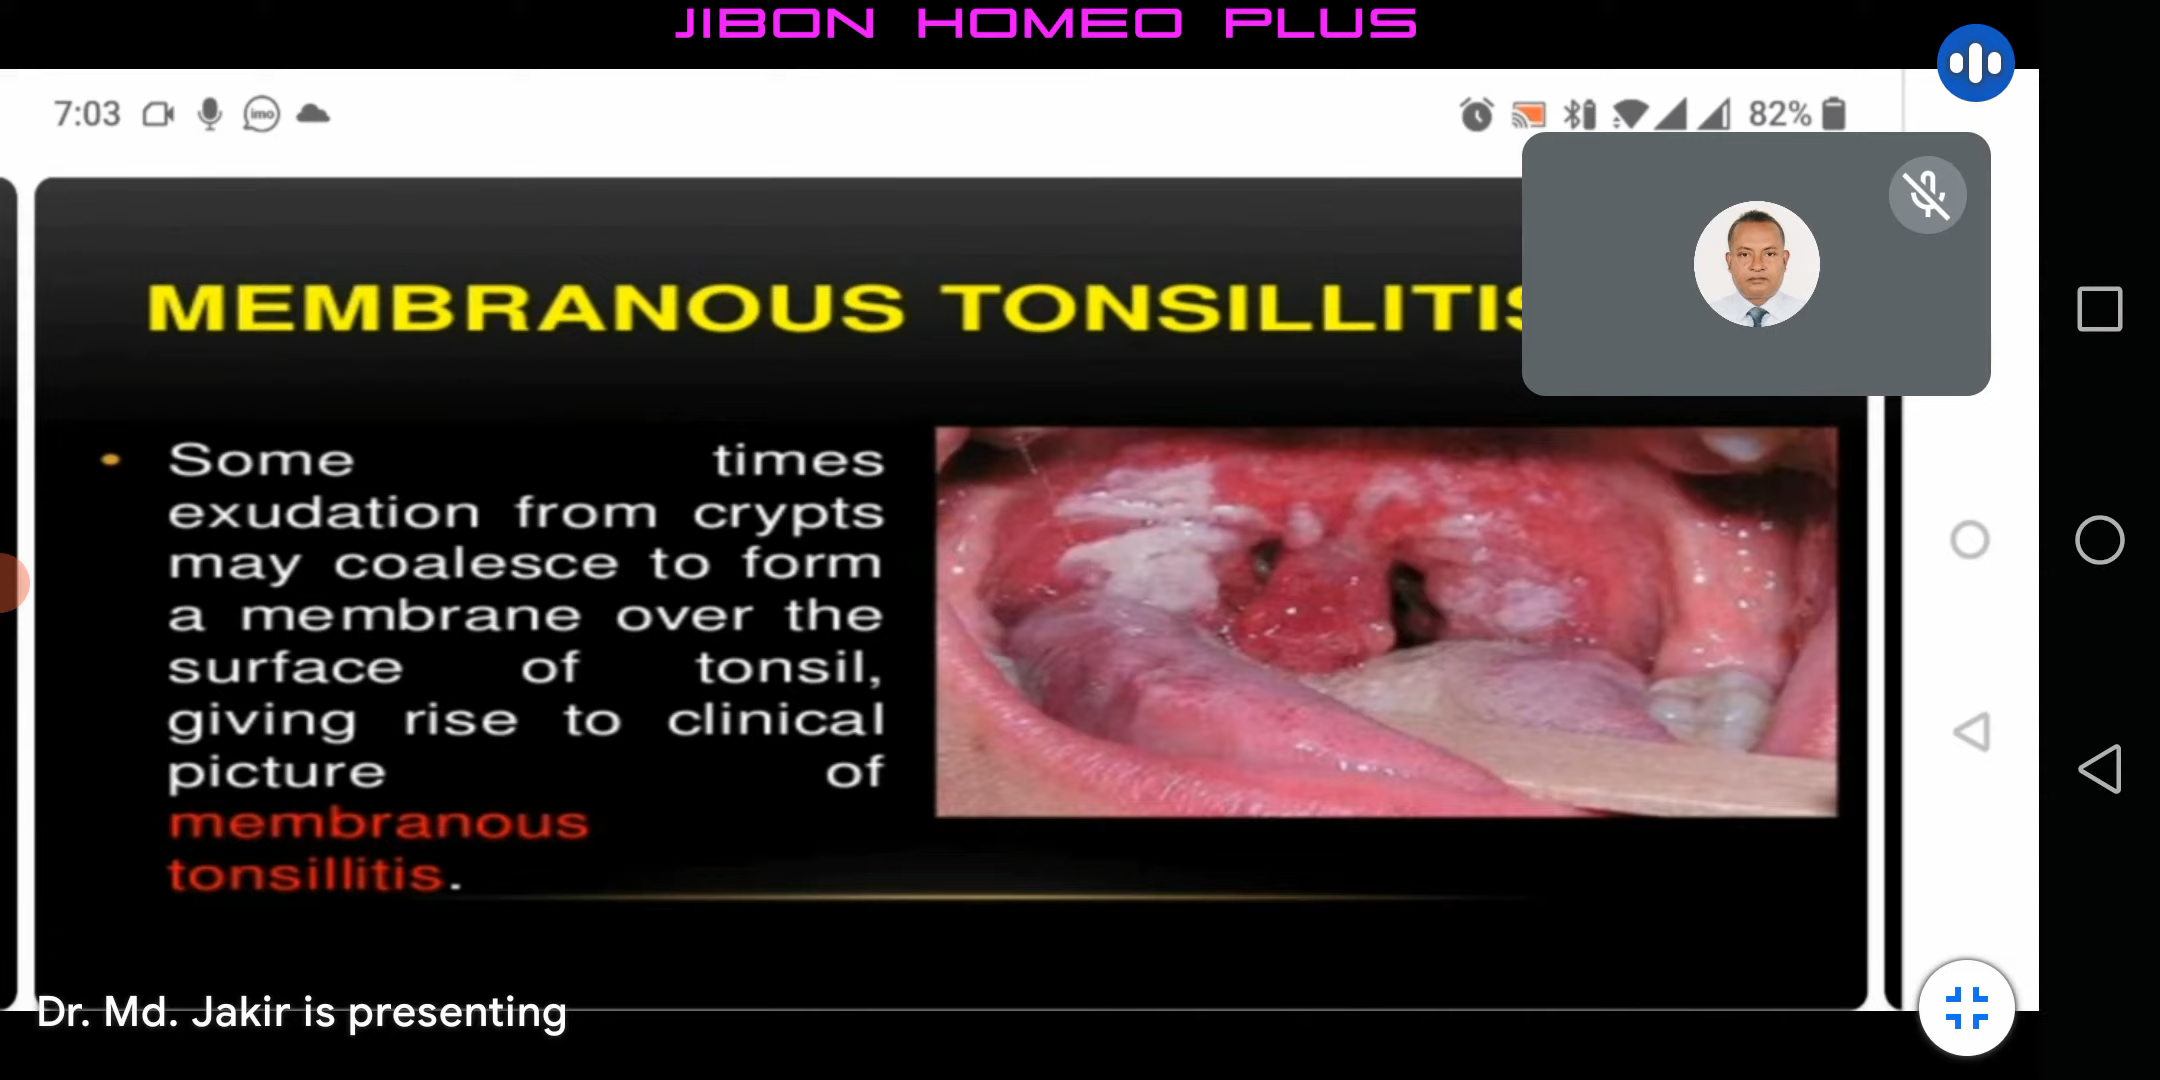 JIBON HOMEO PLUS
7:03
imo
82%
MEMBRANOUS TONSILLITIS
• Some times
exudation from crypts
may coalesce to form
a membrane over the
surface of tonsil,
giving rise to clinical
picture of
membranous
tonsillitis.
Dr. Md. Jakir is presenting